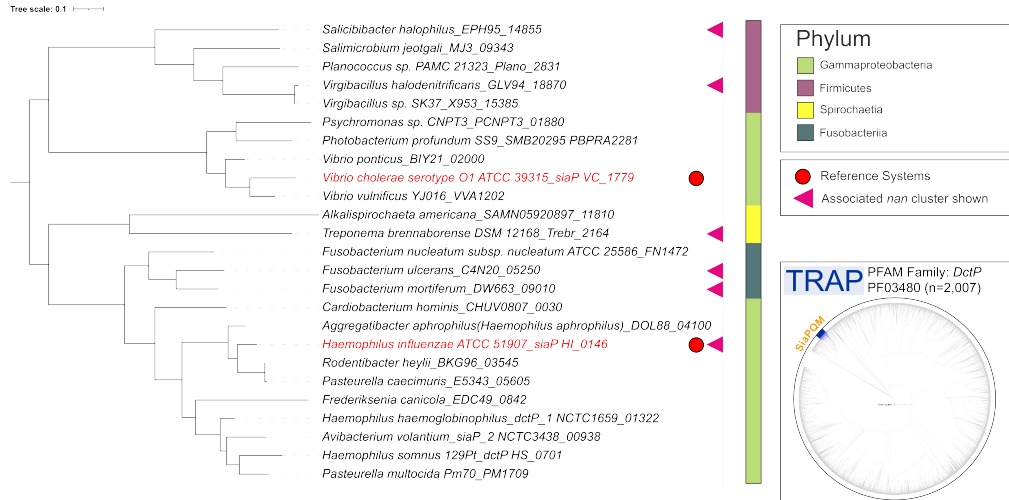 Tree scale: 0.1
Salicibibacter halophilus_EPH95_14855
Salimicrobium jeotgali_MJ3_09343
Planococcus sp. PAMC 21323_Plano_2831
Virgibacillus halodenitrificans_GLV94_18870
Virgibacillus sp. SK37_X953_15385
Psychromonas sp. CNPT3_PCNPT3_01880
Photobacterium profundum SS9_SMB20295 PBPRA2281
Vibrio ponticus_BIY21_02000
Vibrio cholerae serotype O1 ATCC 39315_siaP VC_1779
Vibrio vulnificus YJ016_VVA1202
Alkalispirochaeta americana_SAMN05920897_11810
Treponema brennaborense DSM 12168_Trebr_2164
Fusobacterium nucleatum subsp. nucleatum ATCC 25586_FN1472
Fusobacterium ulcerans_C4N20_05250
Fusobacterium mortiferum_DW663_09010
Cardiobacterium hominis_CHUV0807_0030
Aggregatibacter aphrophilus(Haemophilus aphrophilus)_DOL88_04100
Haemophilus influenzae ATCC 51907_siaP HI_0146
Rodentibacter heylii_BKG96_03545
Pasteurella caecimuris_E5343_05605
Frederiksenia canicola_EDC49_0842
Haemophilus haemoglobinophilus_dctP_1 NCTC1659_01322
Avibacterium volantium_siaP_2 NCTC3438_00938
Haemophilus somnus 129Pt_dctP HS_0701
Pasteurella multocida Pm70_PM1709
Phylum
Gammaproteobacteria
Firmicutes
Spirochaetia
Fusobacteriia
Reference Systems
Associated nan cluster shown
TRAP
PFAM Family: DctP
PF03480 (n=2,007)
SiaPQM